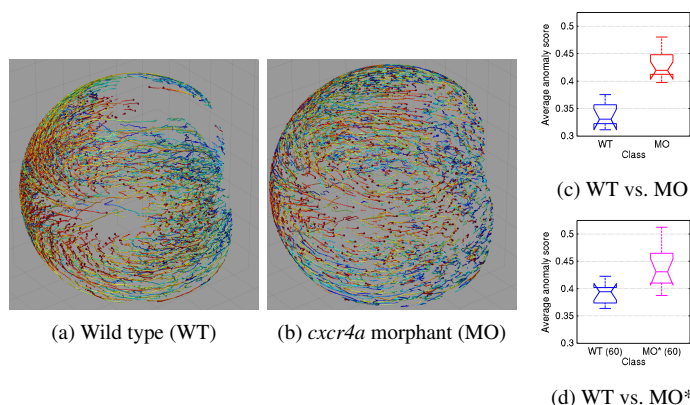 0.5
0.45
0.4
0.35
0.3
Average anomaly score
WT
MO
Class
(c) WT vs. MO
0.5
0.45
0.4
0.35
0.3
Average anomaly score
WT (60)
MO* (60)
Class
(d) WT vs. MO*
(a) Wild type (WT)
(b) cxcr4a morphant (MO)